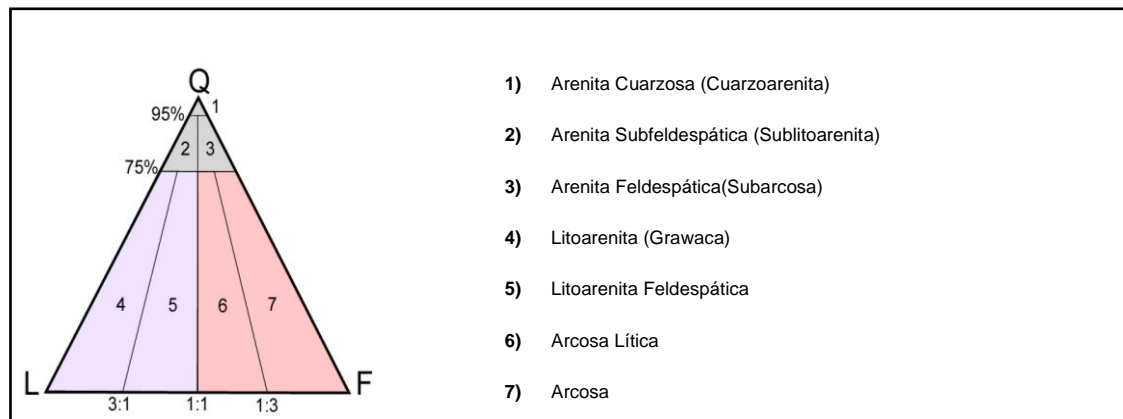 Q
95%
1
2
3
75%
4
5
6
7
L
F
3:1
1:1
1:3
1) Arenita Cuarzosa (Cuarzoarenita)
2) Arenita Subfeldespática (Sublitoarenita)
3) Arenita Feldespática(Subarcosa)
4) Litoarenita (Grawaca)
5) Litoarenita Feldespática
6) Arcosa Lítica
7) Arcosa